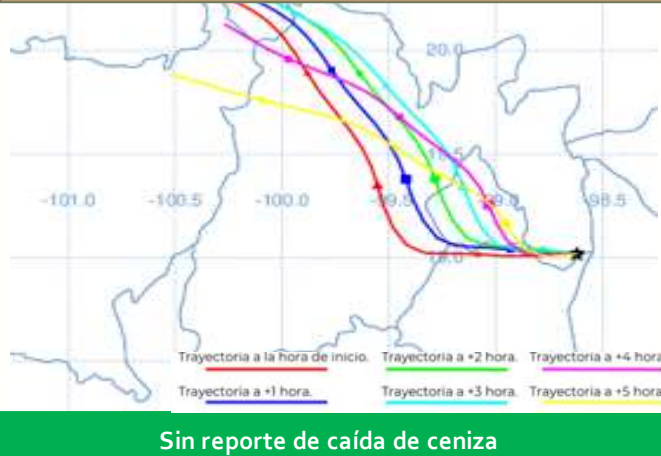 20.0
19.5
-101.0 -100.5 -100.0 -99.5 -99.0 -98.5
19.0
Trayectoria a la hora de inicio. Trayectoria a +2 hora. Trayectoria a +4 hora
Trayectoria a +1 hora. Trayectoria a +3 hora. Trayectoria a +5 hora
Sin reporte de caída de ceniza